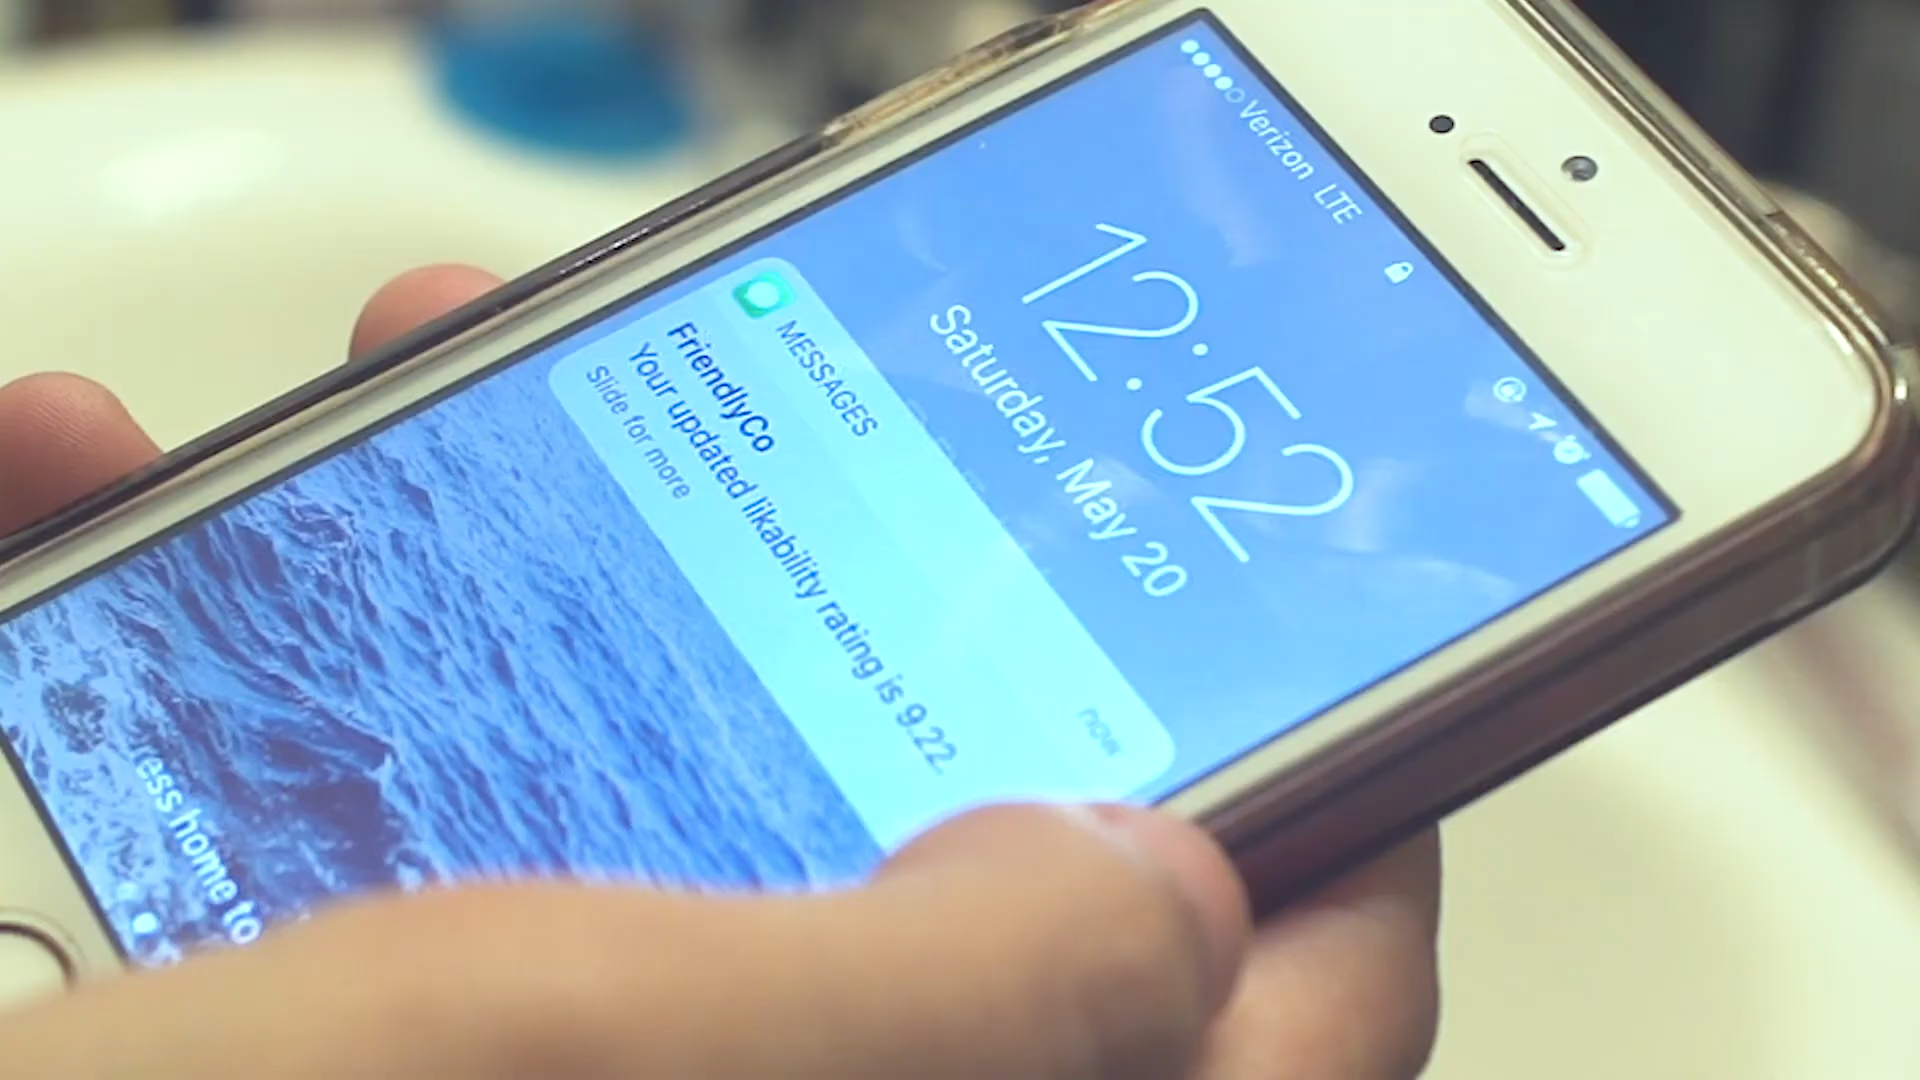 Verizon LTE
12:52
Saturday, May 20
MESSAGES
now
FriendlyCo
Your updated likability rating is 9.22.
Slide for more
ress home to